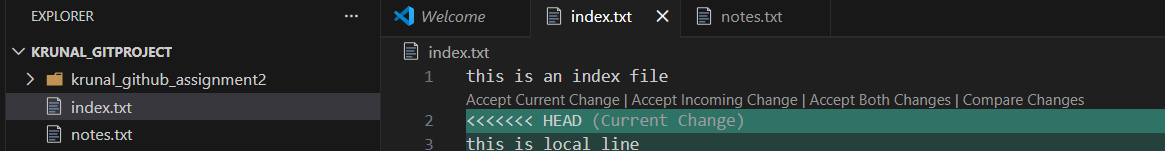 EXPLORER
···
KRUNAL_GITPROJECT
krunal_github_assignment2
index.txt
notes.txt
Welcome
index.txt
notes.txt
index.txt
1 this is an index file
Accept Current Change | Accept Incoming Change | Accept Both Changes | Compare Changes
2 <<<<<<< HEAD (Current Change)
3 this is local line